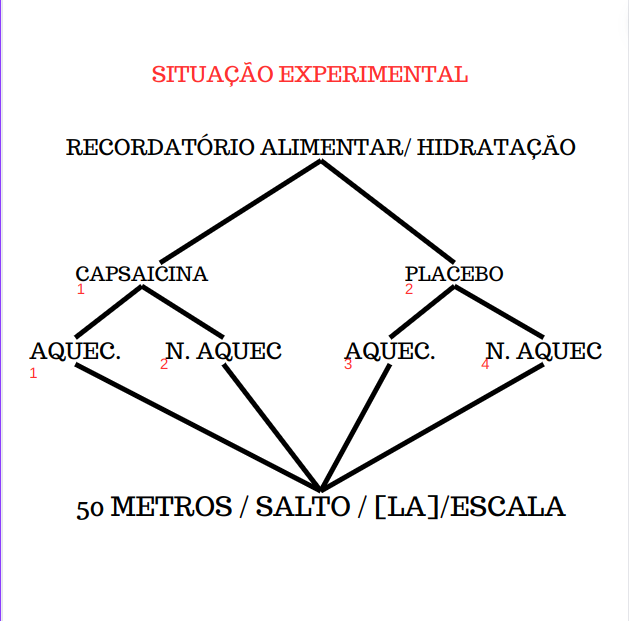 SITUAÇÃO EXPERIMENTAL
RECORDATÓRIO ALIMENTAR/ HIDRATAÇÃO
CAPSAICINA PLACEBO
1 2
AQUEC. N. AQUEC AQUEC. N. AQUEC
1 2 3 4
50 METROS / SALTO / [LA]/ESCALA